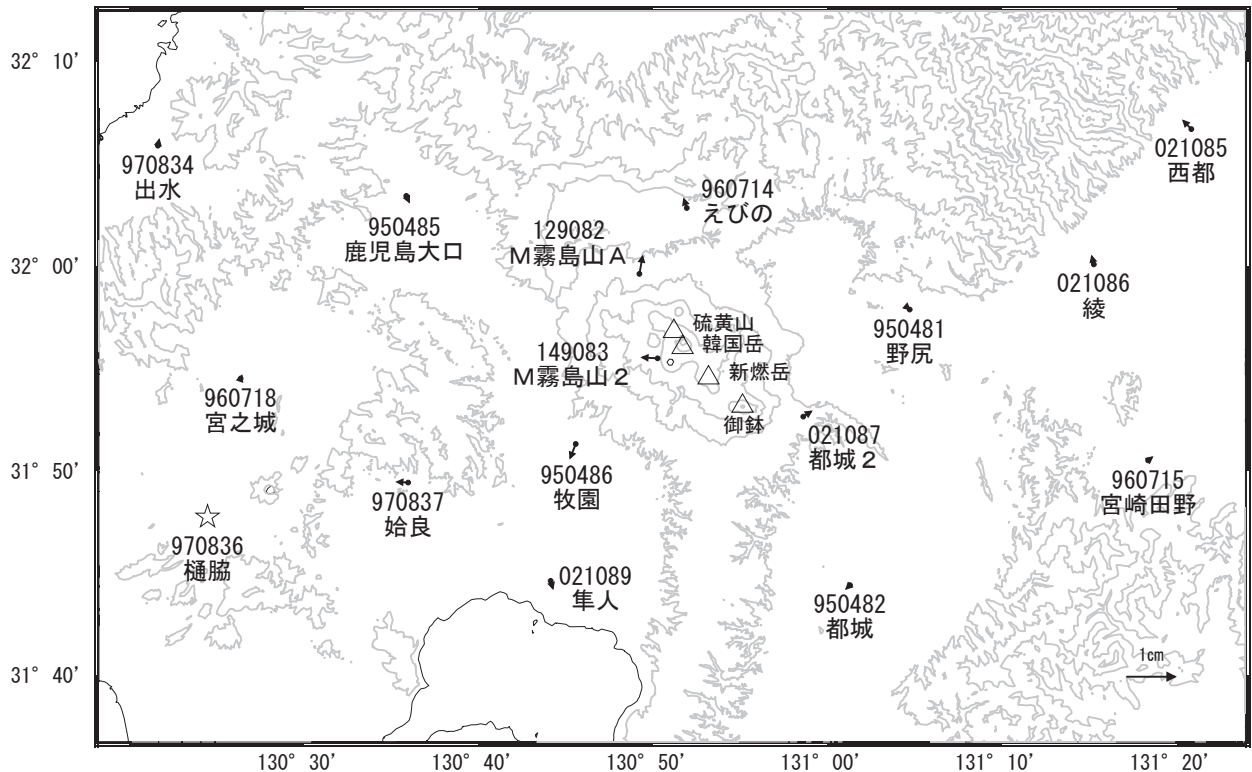 32° 10′
970834
出水
021085
西都
960714
えびの
950485
鹿児島大口
129082
M霧島山A
32° 00′
021086
綾
950481
野尻
硫黄山
韓国岳
149083
M霧島山2
新燃岳
960718
宮之城
御鉢
021087
都城2
31° 50′
950486
牧園
960715
宮崎田野
970837
姶良
970836
樋脇
021089
隼人
950482
都城
31° 40′
1cm
130° 30′
130° 40′
130° 50′
131° 00′
131° 10′
131° 20′